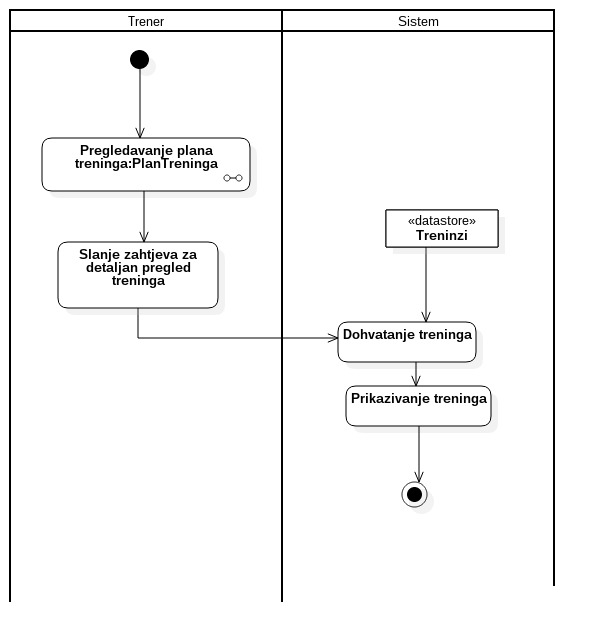 Trener
Sistem
Pregledavanje plana
treninga:PlanTreninga
Slanje zahtjeva za
detaljan pregled
treninga
«datastore»
Treninzi
Dohvatanje treninga
Prikazivanje treninga